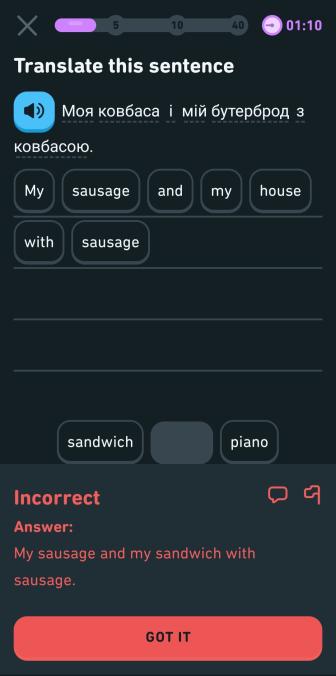 5 10 40 01:10
Translate this sentence
Моя ковбаса і мій бутерброд з
ковбасою.
My sausage and my house
with sausage
sandwich piano
Incorrect
Answer:
My sausage and my sandwich with
sausage.
GOT IT